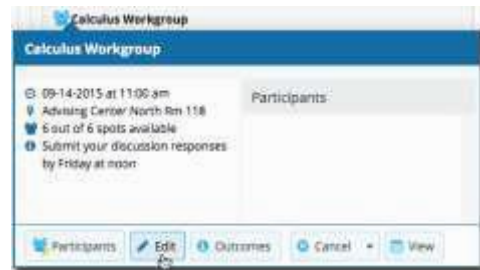 Calculus Workgroup
Calculus Workgroup
09-14-2015 at 11:00 am
Advising Center North Rm 118
6 out of 6 spots available
Submit your discussion responses
by Friday at noon
Participants
Participants Edit Outcomes Cancel View